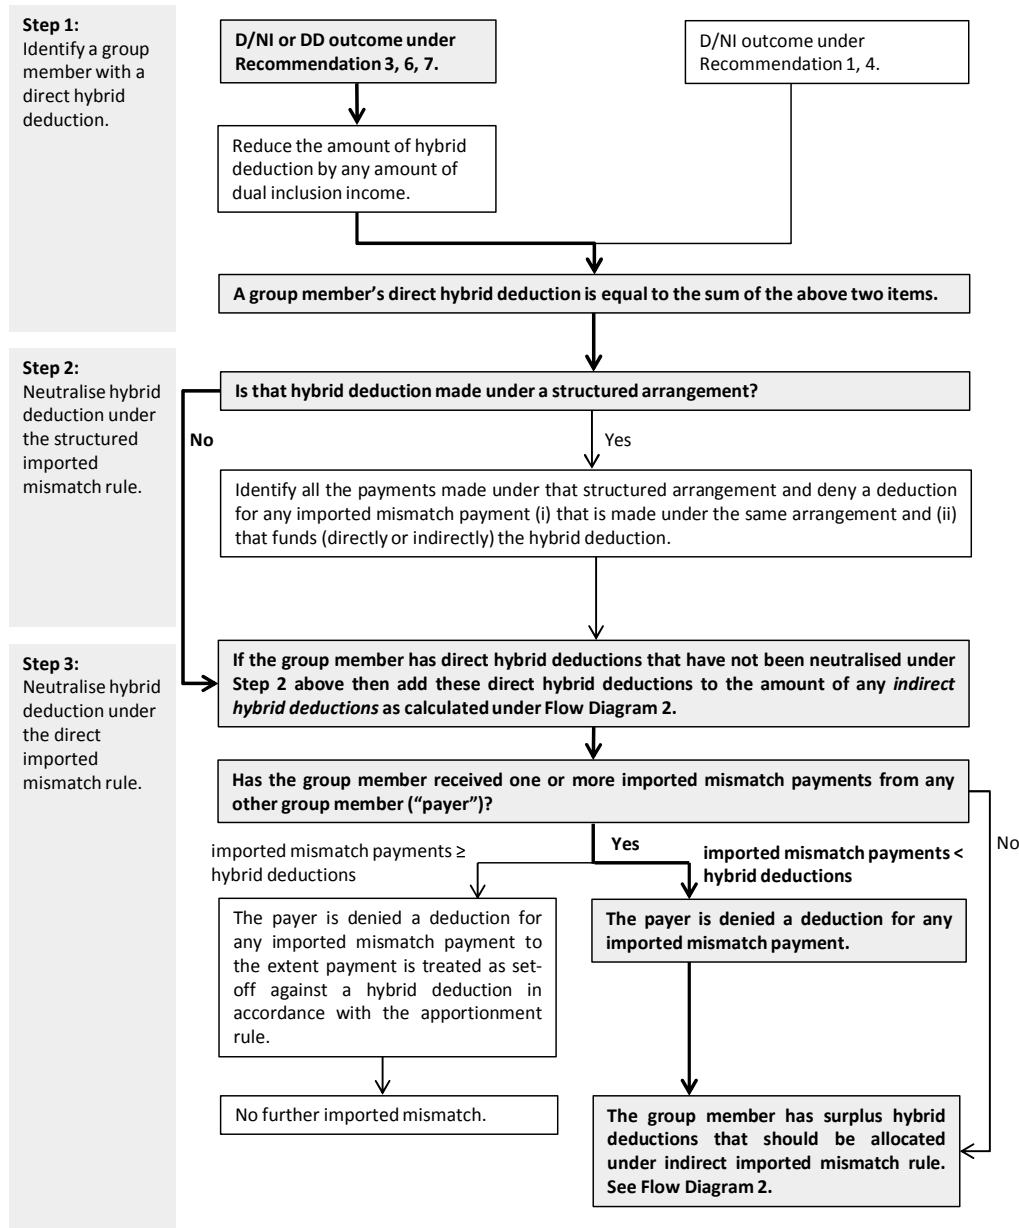 Step 1:
Identify a group
member with a
direct hybrid
deduction.
D/NI or DD outcome under
Recommendation 3, 6, 7.
D/NI outcome under
Recommendation 1, 4.
Reduce the amount of hybrid
deduction by any amount of
dual inclusion income.
A group member's direct hybrid deduction is equal to the sum of the above two items.
Step 2:
Neutralise hybrid
deduction under
the structured
imported
mismatch rule.
Is that hybrid deduction made under a structured arrangement?
No
Yes
Identify all the payments made under that structured arrangement and deny a deduction
for any imported mismatch payment (i) that is made under the same arrangement and (ii)
that funds (directly or indirectly) the hybrid deduction.
Step 3:
Neutralise hybrid
deduction under
the direct
imported
mismatch rule.
If the group member has direct hybrid deductions that have not been neutralised under
Step 2 above then add these direct hybrid deductions to the amount of any indirect
hybrid deductions as calculated under Flow Diagram 2.
Has the group member received one or more imported mismatch payments from any
other group member ("payer")?
No
Yes
imported mismatch payments ≥
hybrid deductions
imported mismatch payments <
hybrid deductions
The payer is denied a deduction for
any imported mismatch payment to
the extent payment is treated as set-
off against a hybrid deduction in
accordance with the apportionment
rule.
The payer is denied a deduction for any
imported mismatch payment.
No further imported mismatch.
The group member has surplus hybrid
deductions that should be allocated
under indirect imported mismatch rule.
See Flow Diagram 2.